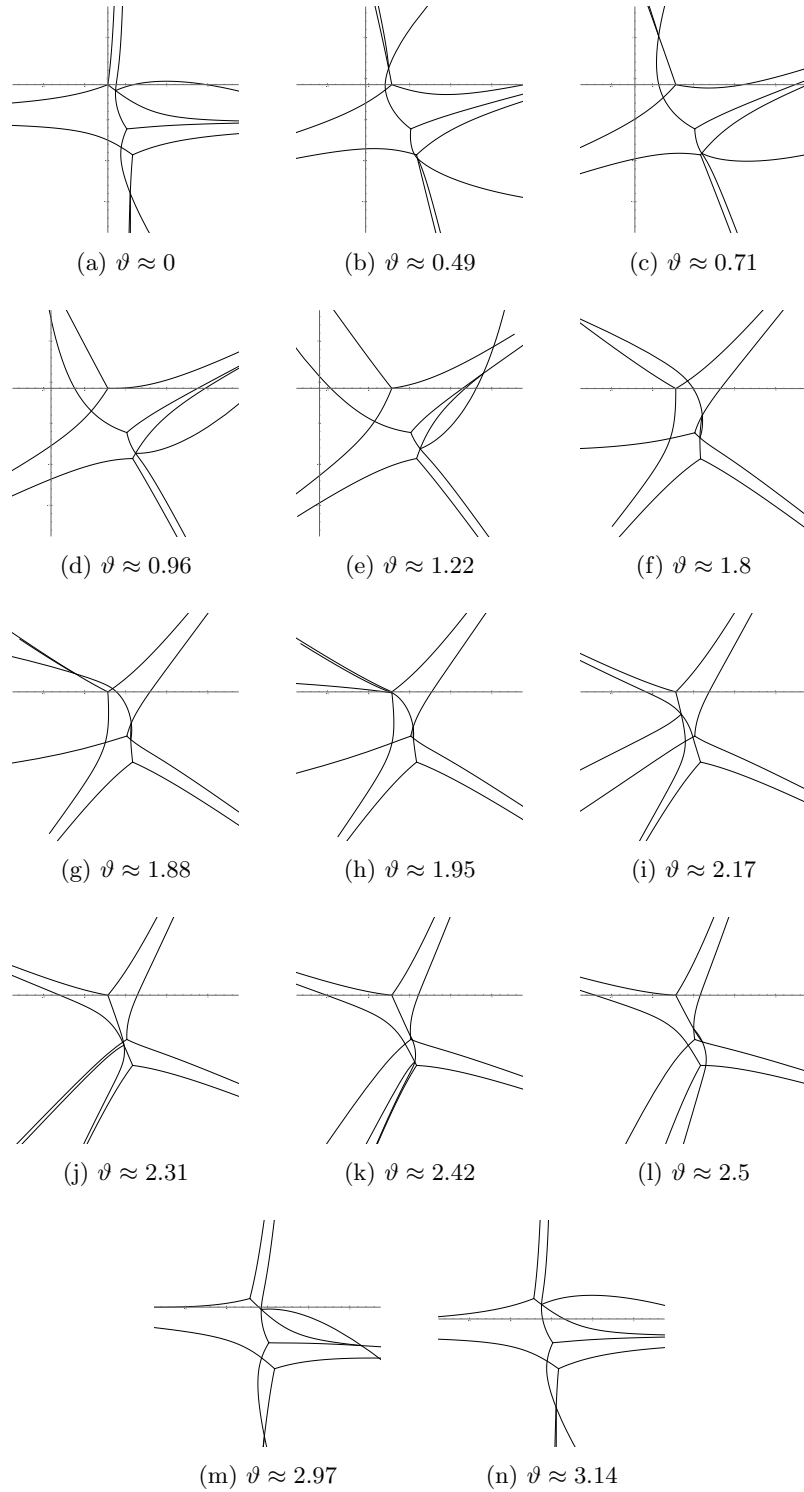 (a) ϑ ≈ 0 (b) ϑ ≈ 0.49 (c) ϑ ≈ 0.71
(d) ϑ ≈ 0.96 (e) ϑ ≈ 1.22 (f) ϑ ≈ 1.8
(g) ϑ ≈ 1.88 (h) ϑ ≈ 1.95 (i) ϑ ≈ 2.17
(j) ϑ ≈ 2.31 (k) ϑ ≈ 2.42 (l) ϑ ≈ 2.5
(m) ϑ ≈ 2.97 (n) ϑ ≈ 3.14